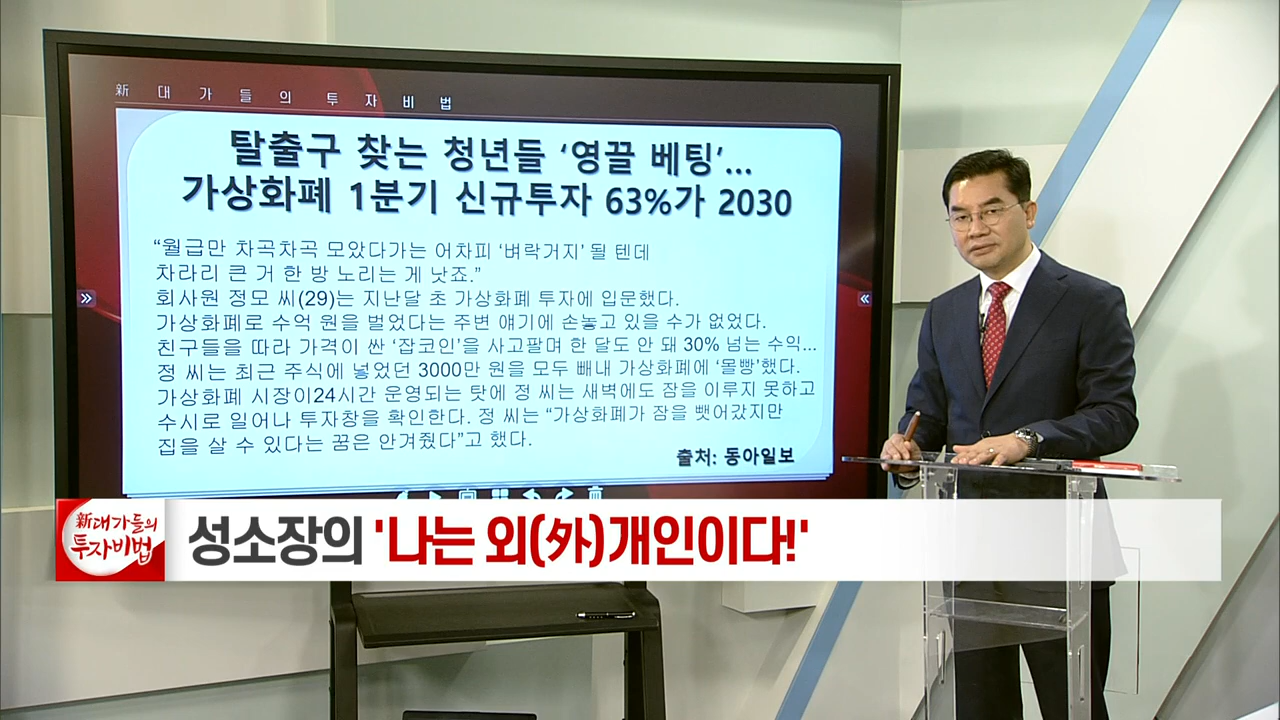 新 대 가 들 의 투 자 비 법
탈출구 찾는 청년들 ‘영끌 베팅’...
가상화폐 1분기 신규투자 63%가 2030
“월급만 차곡차곡 모았다가는 어차피 ‘벼락거지’ 될 텐데
차라리 큰 거 한 방 노리는 게 낫죠.”
회사원 정모 씨(29)는 지난달 초 가상화폐 투자에 입문했다.
가상화폐로 수억 원을 벌었다는 주변 얘기에 손놓고 있을 수가 없었다.
친구들을 따라 가격이 싼 ‘잡코인’을 사고팔며 한 달도 안 돼 30% 넘는 수익...
정 씨는 최근 주식에 넣었던 3000만 원을 모두 빼내 가상화폐에 ‘몰빵’했다.
가상화폐 시장이24시간 운영되는 탓에 정 씨는 새벽에도 잠을 이루지 못하고
수시로 일어나 투자창을 확인한다. 정 씨는 “가상화폐가 잠을 뺏어갔지만
집을 살 수 있다는 꿈은 안겨줬다”고 했다.
출처: 동아일보
新대가들의
투자비법
성소장의 '나는 외(外)개인이다!'